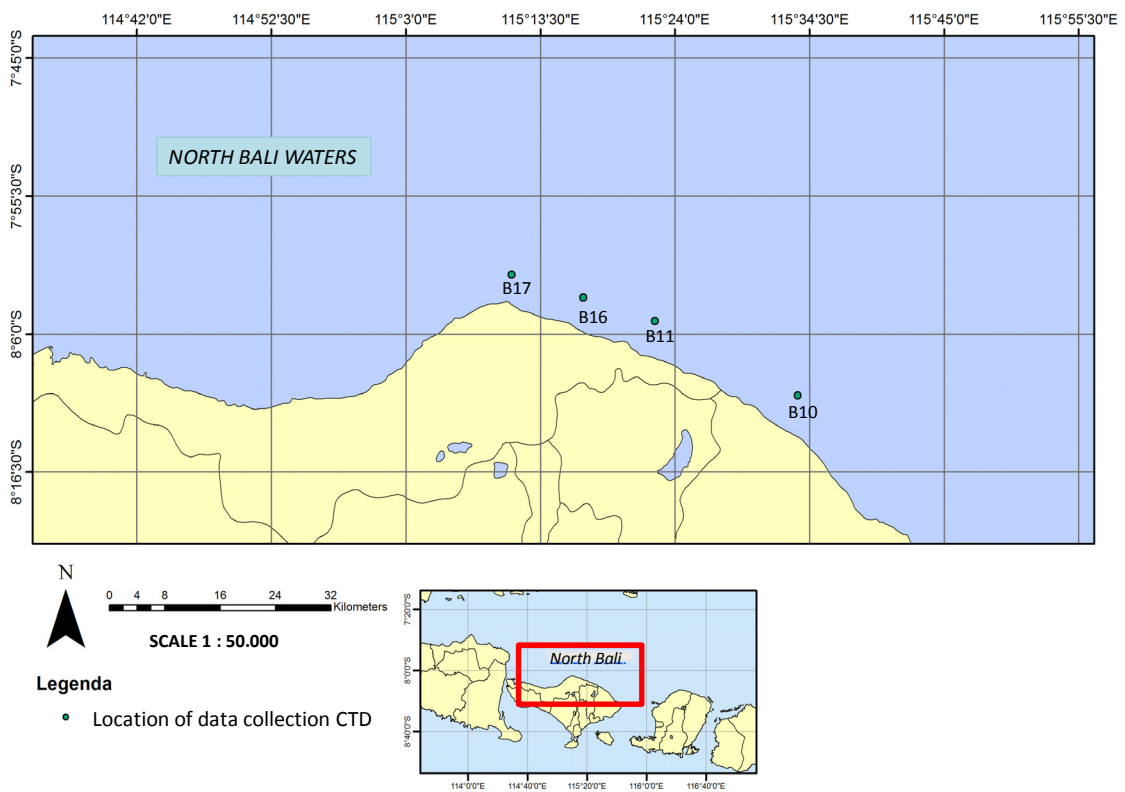 114°42'0"E 114°52'30"E 115°3'0"E 115°13'30"E 115°24'0"E 115°34'30"E 115°45'0"E 115°55'30"E
7°45'0"S
NORTH BALI WATERS
7°55'30"S
B17
B16
B11
8°6'0"S
B10
8°16'30"S
N
0 4 8 16 24 32
Kilometers
SCALE 1 : 50.000
Legenda
Location of data collection CTD
7°20'0"S
North Bali
8°0'0"S
8°40'0"S
114°0'0"E 114°40'0"E 115°20'0"E 116°0'0"E 116°40'0"E